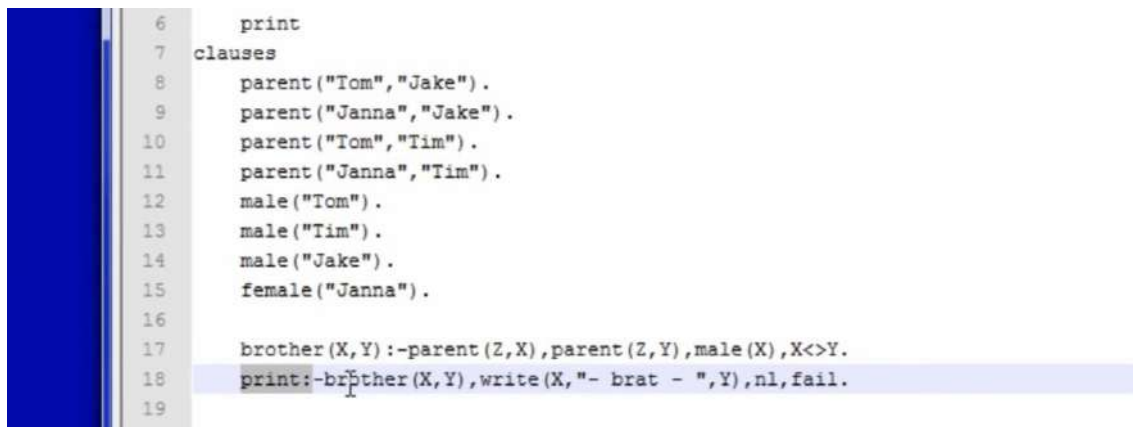 6 print
7 clauses
8 parent("Tom","Jake").
9 parent("Janna","Jake").
10 parent("Tom","Tim").
11 parent("Janna","Tim").
12 male("Tom").
13 male("Tim").
14 male("Jake").
15 female("Janna").
16
17 brother(X,Y):-parent(Z,X),parent(Z,Y),male(X),X<>Y.
18 print:-brother(X,Y),write(X,"- brat - ",Y),nl,fail.
19